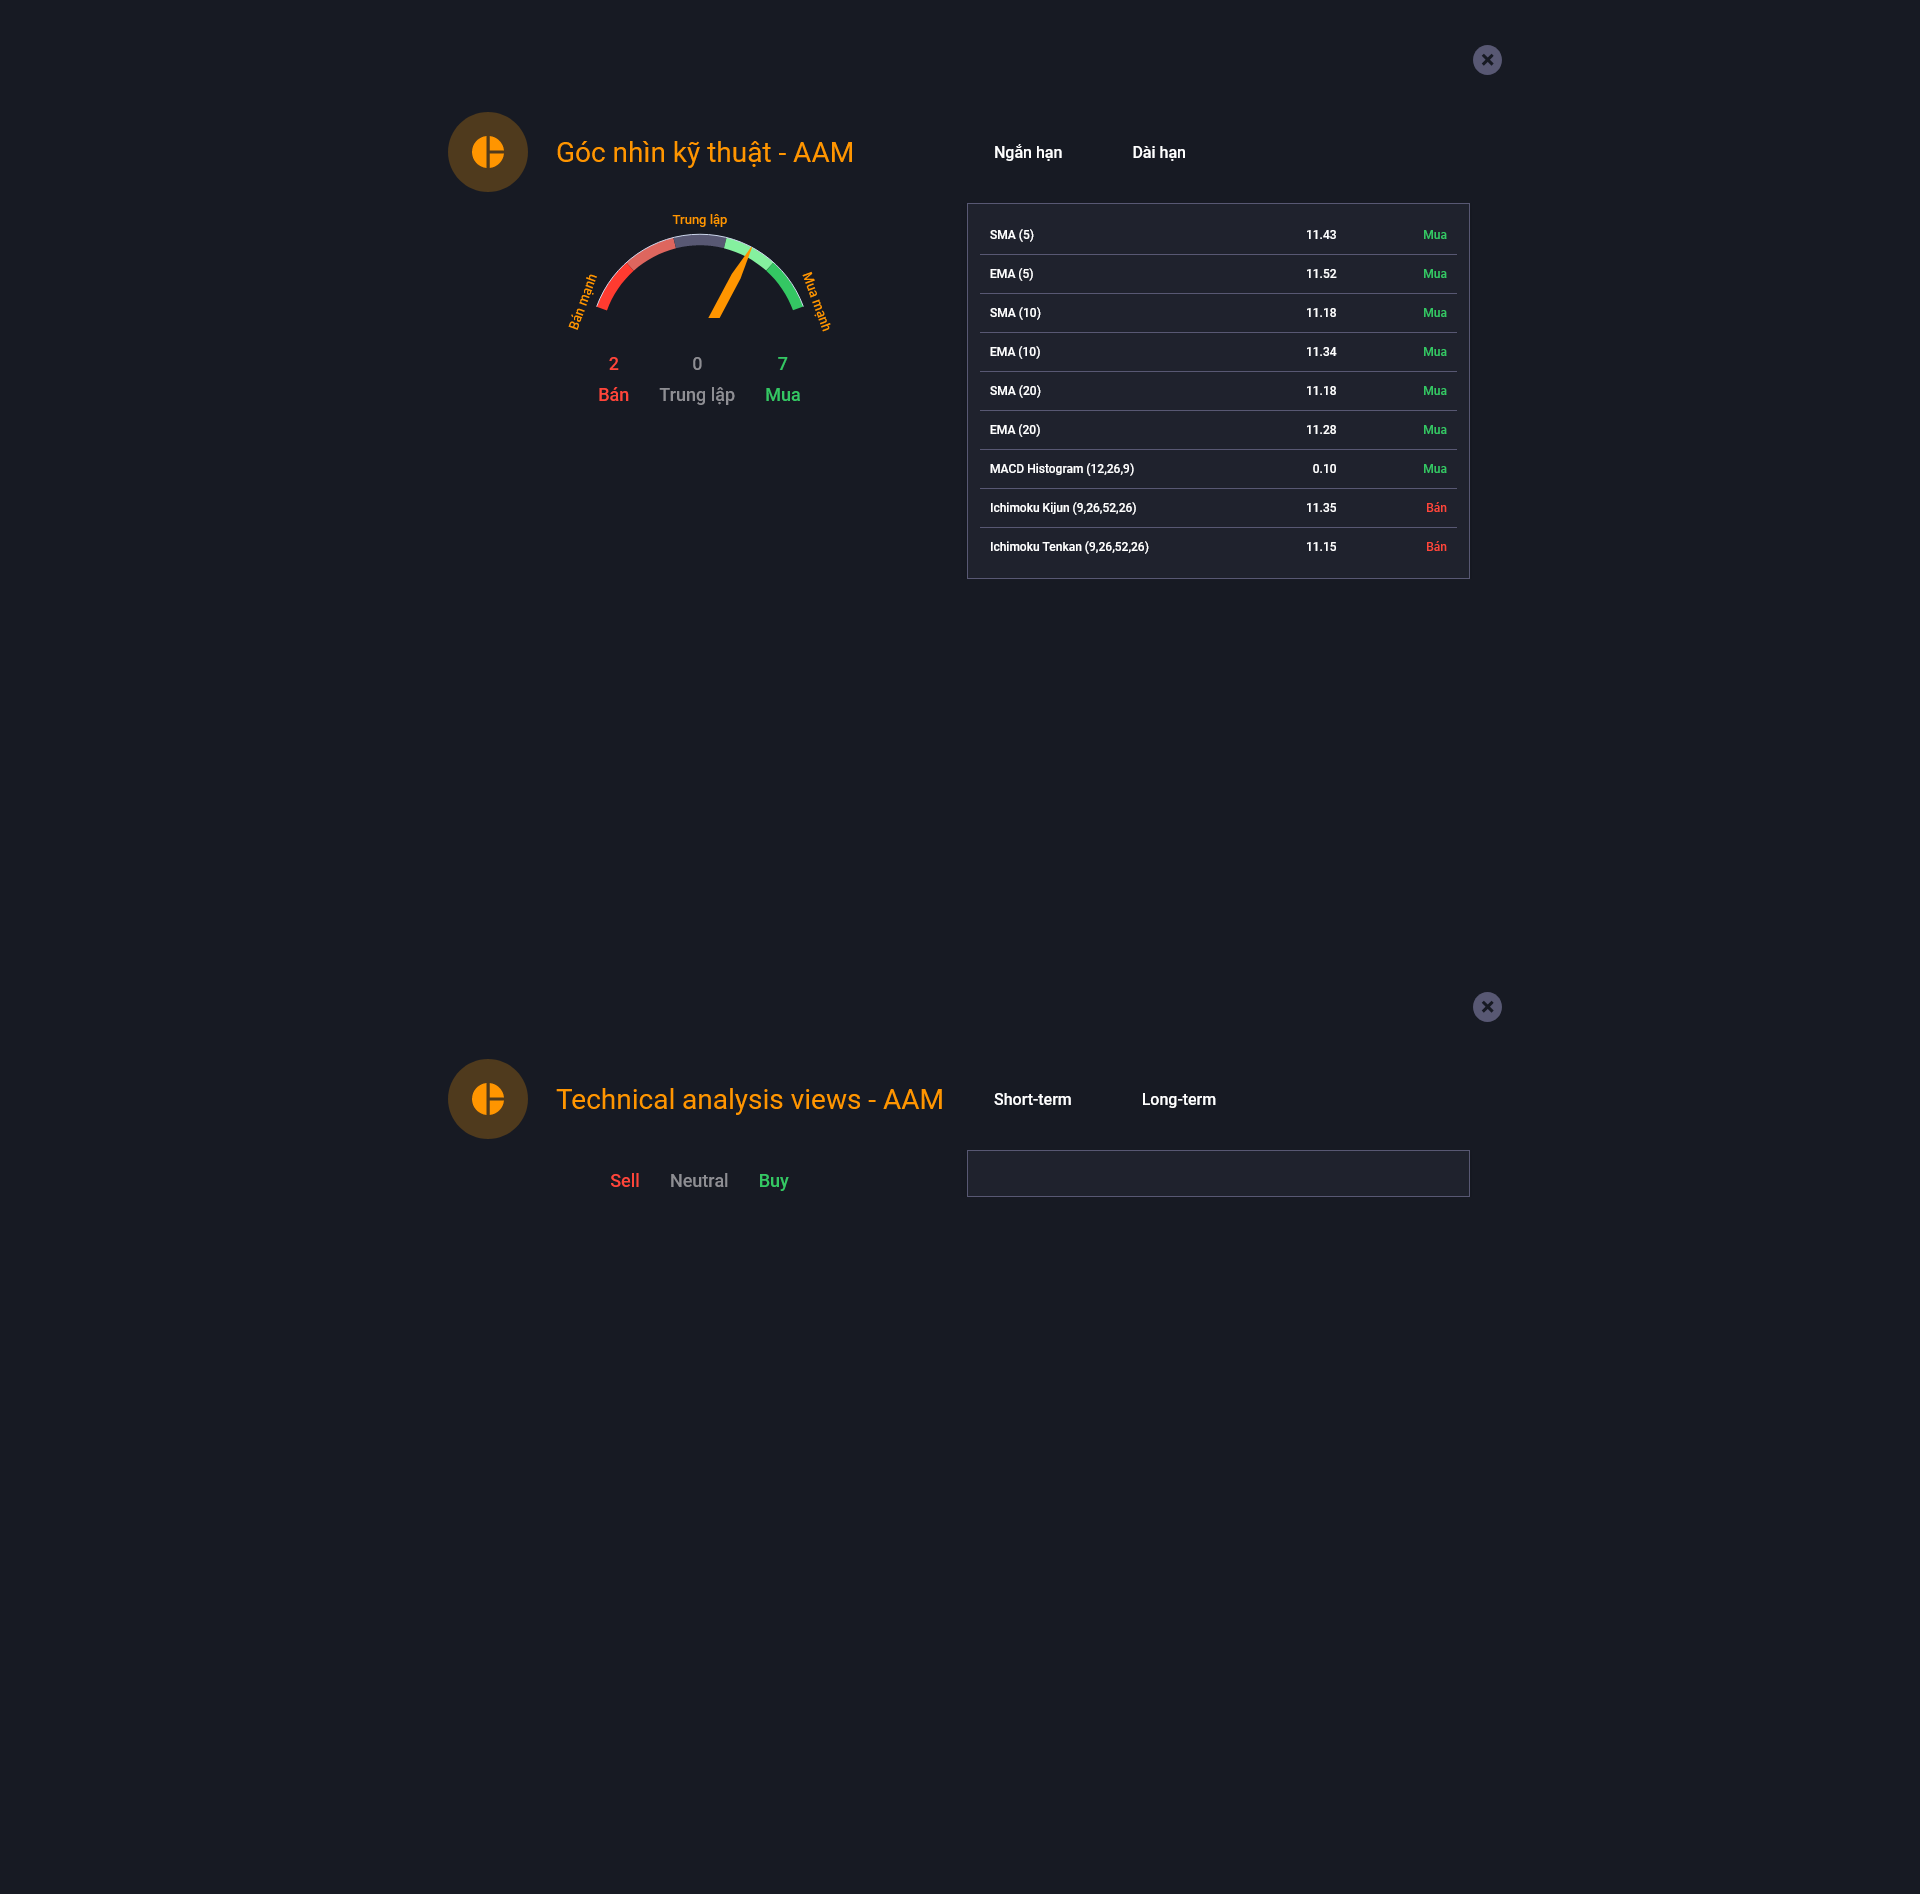 Góc nhìn kỹ thuật - AAM
Ngắn hạn Dài hạn
Trung lập
Bán mạnh
Mua mạnh
2 0 7
Bán Trung lập Mua
SMA (5) 11.43 Mua
EMA (5) 11.52 Mua
SMA (10) 11.18 Mua
EMA (10) 11.34 Mua
SMA (20) 11.18 Mua
EMA (20) 11.28 Mua
MACD Histogram (12,26,9) 0.10 Mua
Ichimoku Kijun (9,26,52,26) 11.35 Bán
Ichimoku Tenkan (9,26,52,26) 11.15 Bán
Technical analysis views - AAM
Short-term Long-term
Sell Neutral Buy